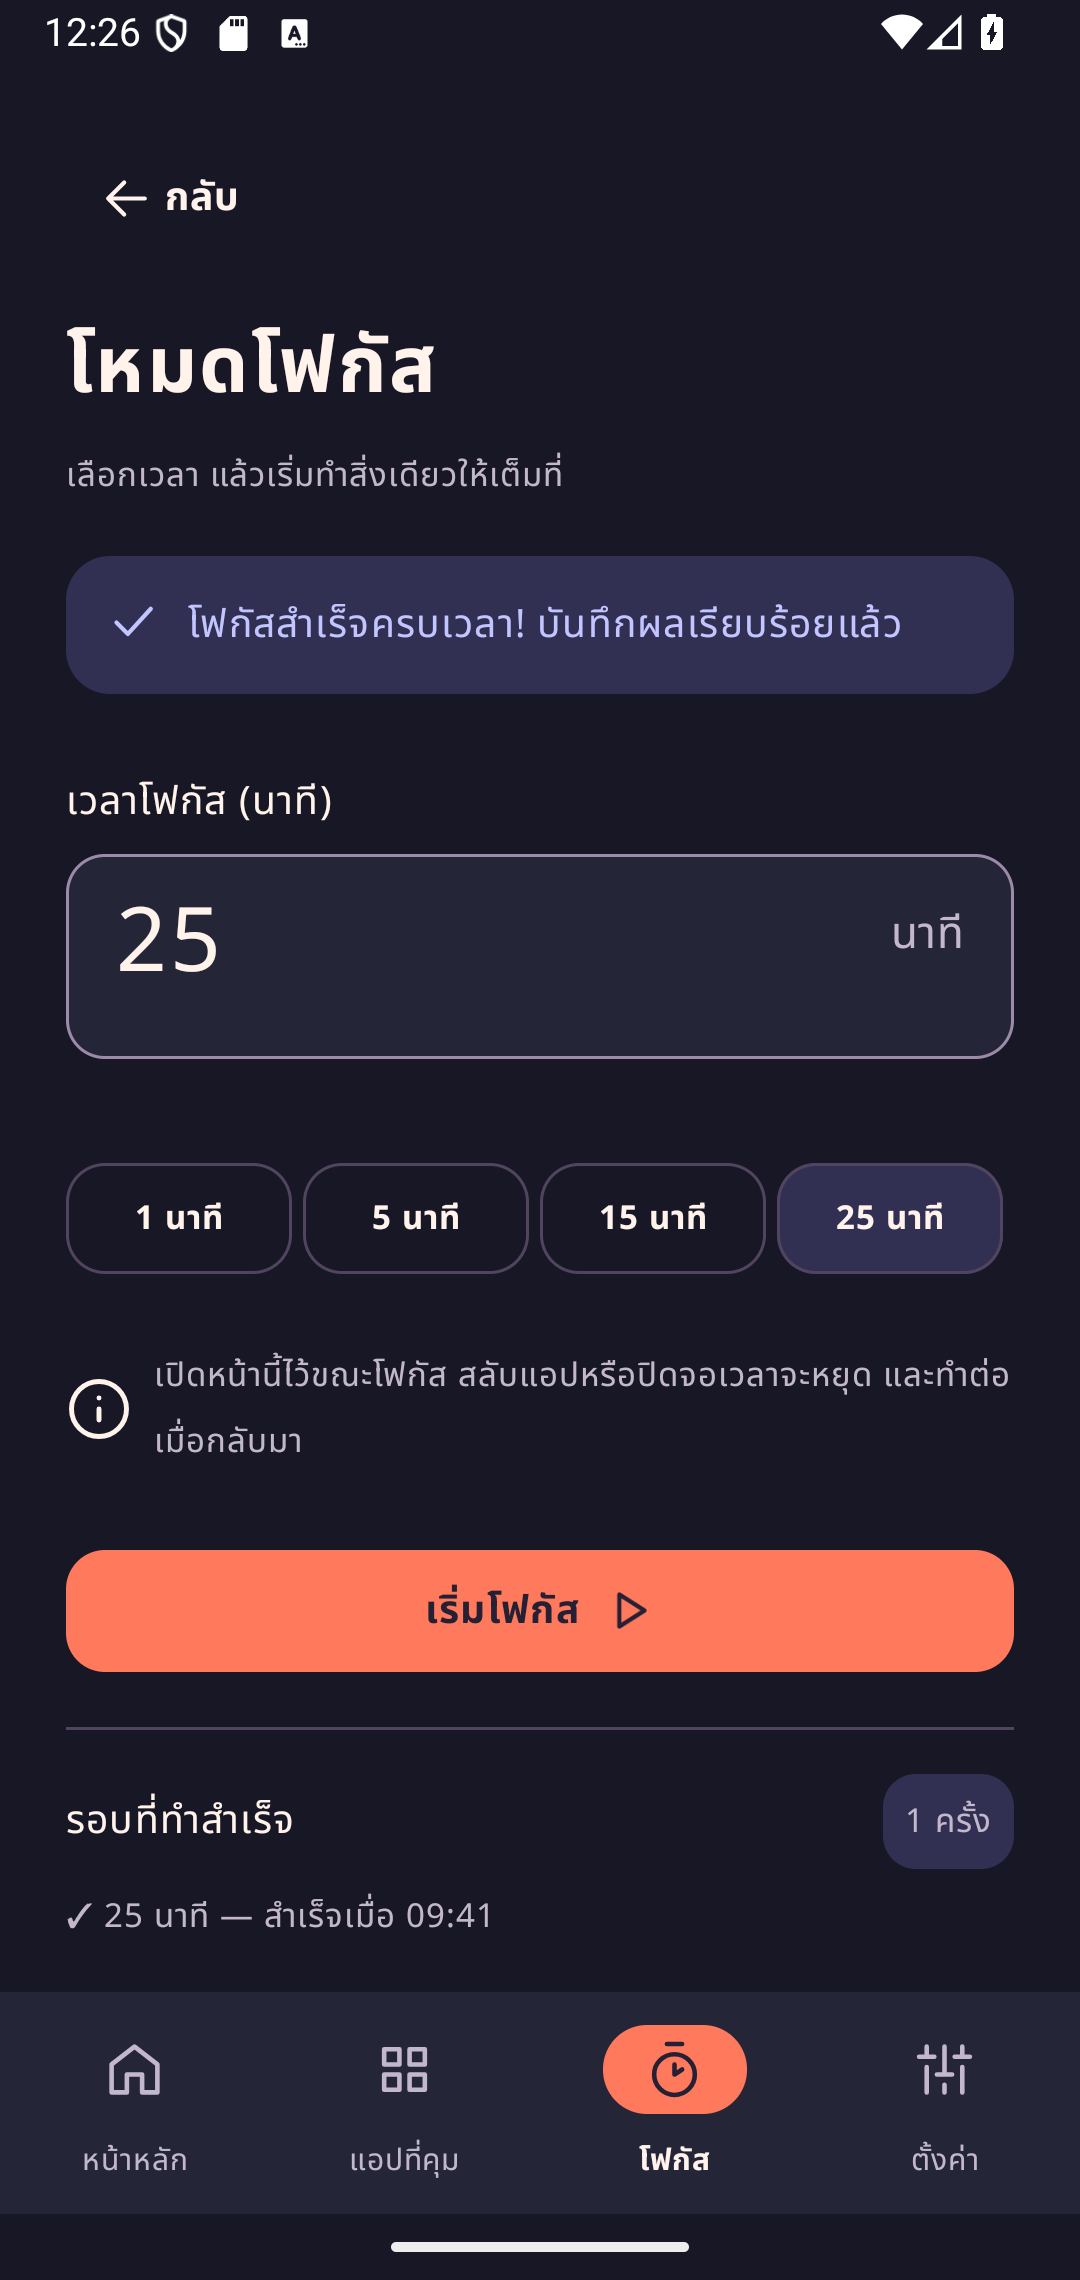 12:26
กลับ
โหมดโฟกัส
เลือกเวลา แล้วเริ่มทำสิ่งเดียวให้เต็มที่
โฟกัสสำเร็จครบเวลา! บันทึกผลเรียบร้อยแล้ว
เวลาโฟกัส (นาที)
25 นาที
1 นาที 5 นาที 15 นาที 25 นาที
เปิดหน้านี้ไว้ขณะโฟกัส สลับแอปหรือปิดจอเวลาจะหยุด และทำต่อ
เมื่อกลับมา
เริ่มโฟกัส
รอบที่ทำสำเร็จ 1 ครั้ง
✓ 25 นาที — สำเร็จเมื่อ 09:41
หน้าหลัก แอปที่คุม โฟกัส ตั้งค่า